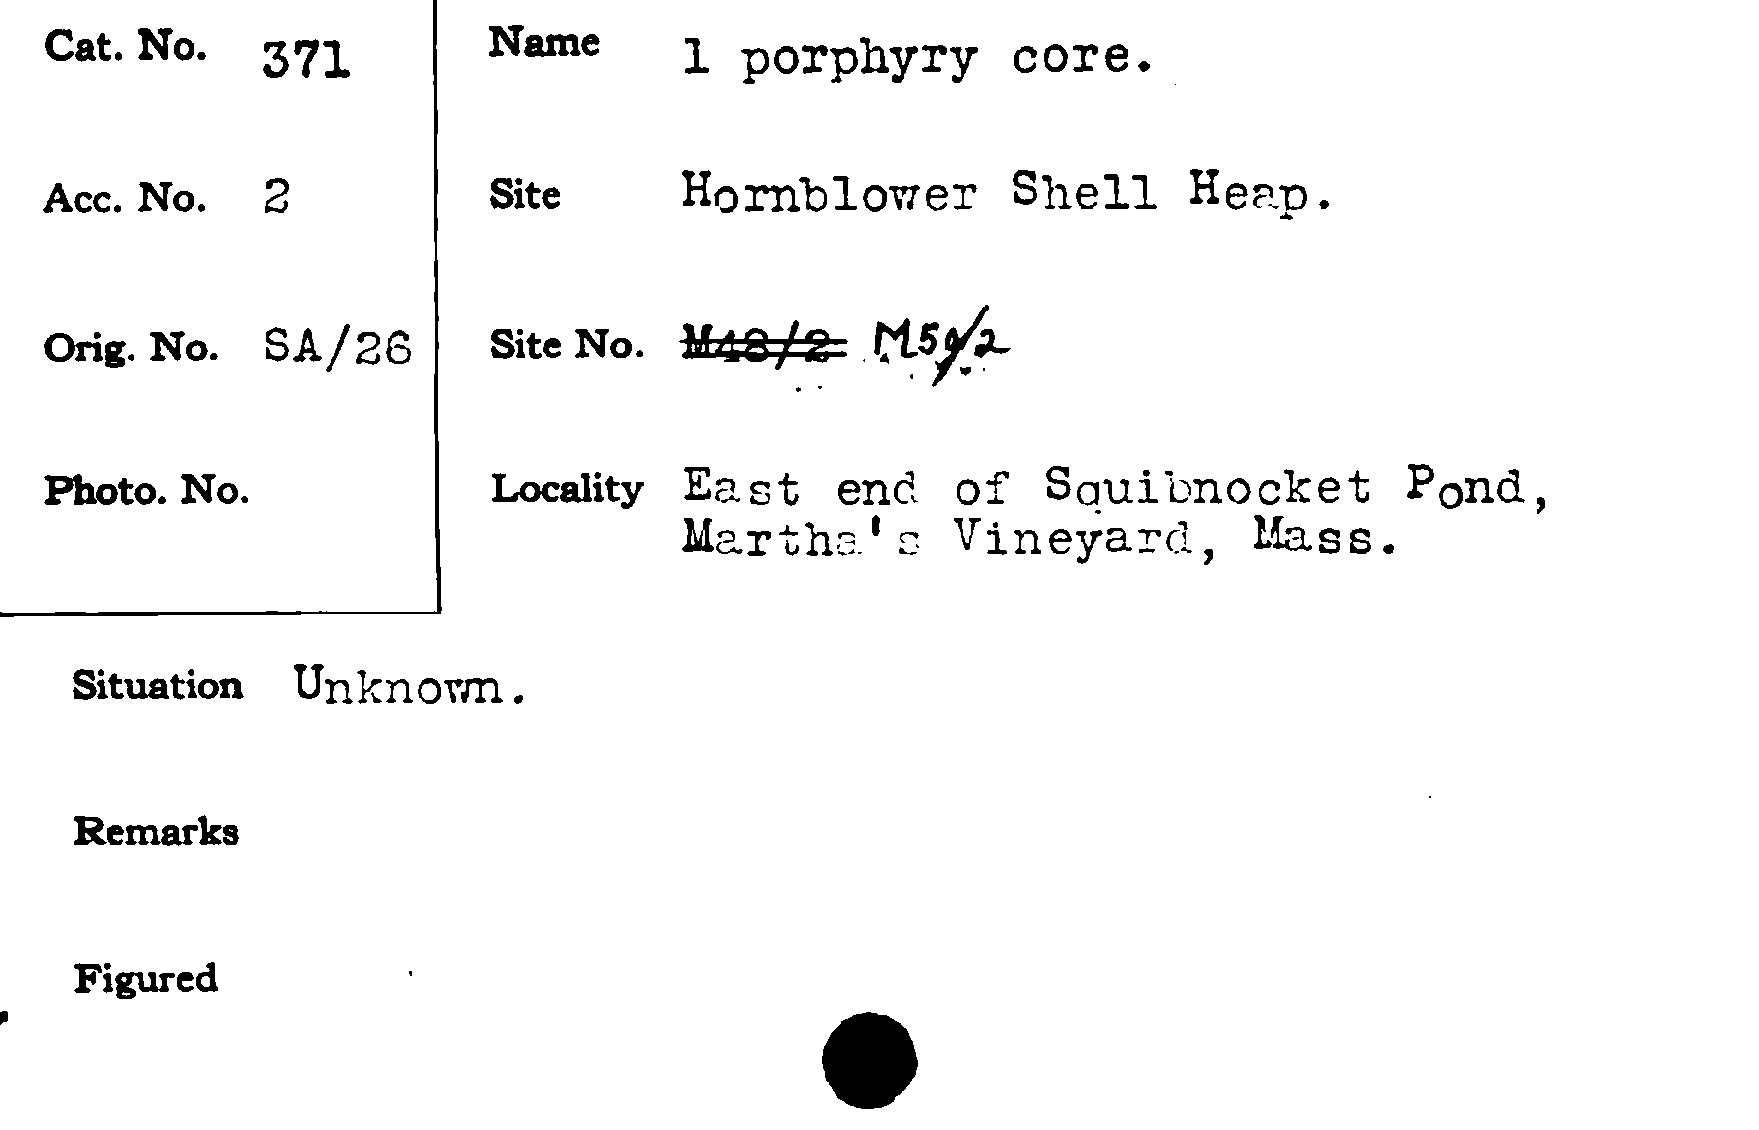 Cat. No. 371
Name 1 porphyry core.
Acc. No. 2
Site Hornblower Shell Heap.
Orig. No. SA/26
Site No. M48/2 M59/2
Photo. No.
Locality East end of Squibnocket Pond,
Martha's Vineyard, Mass.
Situation Unknown.
Remarks
Figured